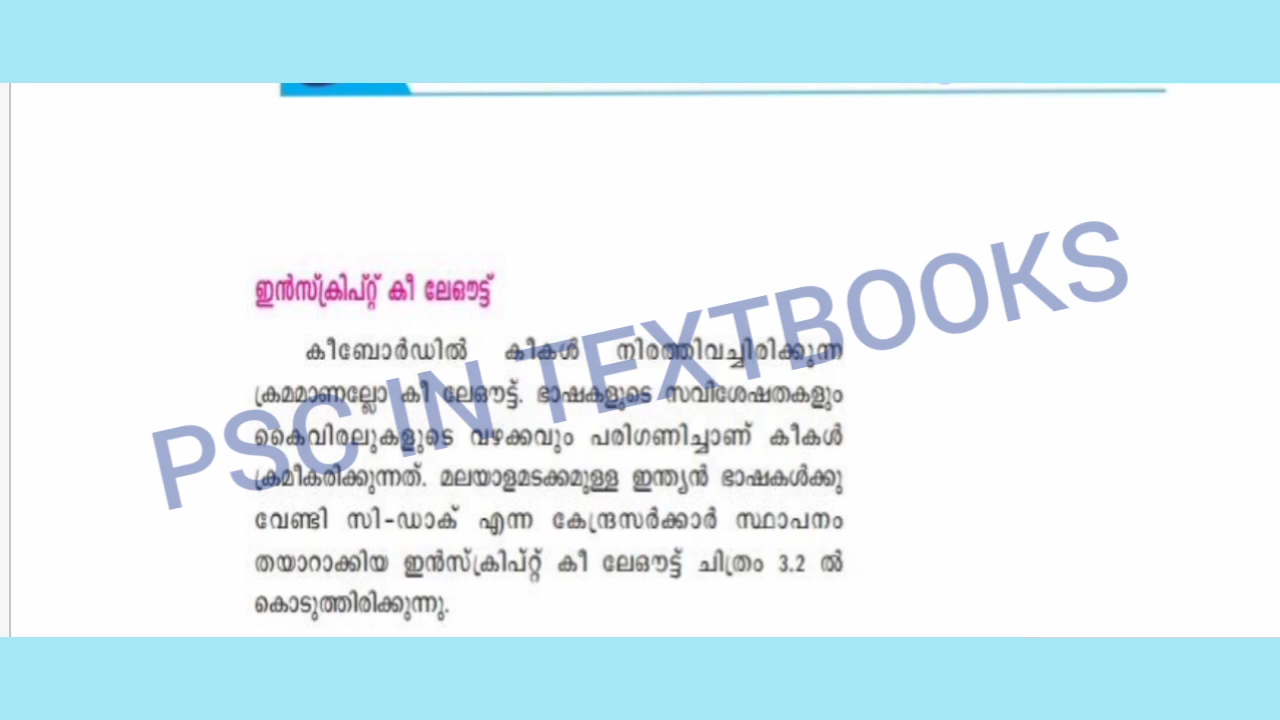 ഇൻസ്ക്രിപ്റ്റ് കീ ലേഔട്ട്
കീബോർഡിൽ കീകൾ നിരത്തിവച്ചിരിക്കുന്ന
ക്രമമാണല്ലോ കീ ലേഔട്ട്. ഭാഷകളുടെ സവിശേഷതകളും
കൈവിരലുകളുടെ വഴക്കവും പരിഗണിച്ചാണ് കീകൾ
ക്രമീകരിക്കുന്നത്. മലയാളമടക്കമുള്ള ഇന്ത്യൻ ഭാഷകൾക്കു
വേണ്ടി സി-ഡാക് എന്ന കേന്ദ്രസർക്കാർ സ്ഥാപനം
തയാറാക്കിയ ഇൻസ്ക്രിപ്റ്റ് കീ ലേഔട്ട് ചിത്രം 3.2 ൽ
കൊടുത്തിരിക്കുന്നു.
PSC IN TEXTBOOKS